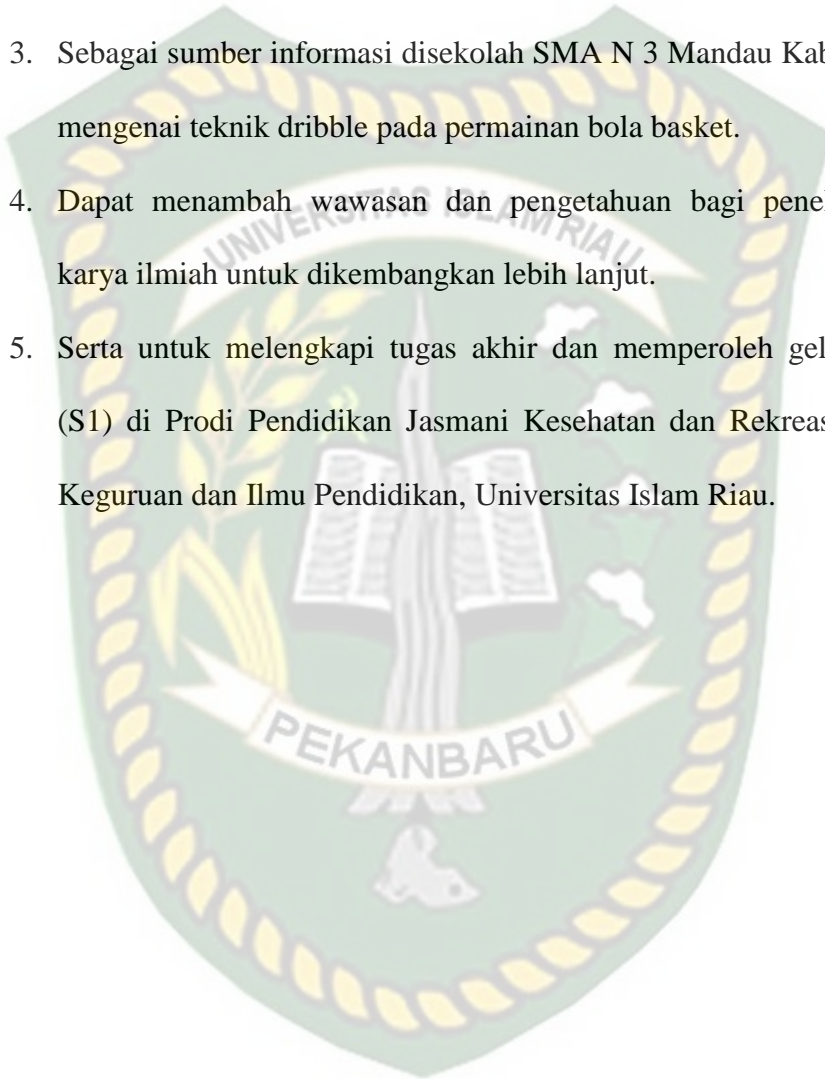 3. Sebagai sumber informasi disekolah SMA N 3 Mandau Kab
mengenai teknik dribble pada permainan bola basket.
4. Dapat menambah wawasan dan pengetahuan bagi penel
UNIVERSITAS ISLAM RIAU
karya ilmiah untuk dikembangkan lebih lanjut.
5. Serta untuk melengkapi tugas akhir dan memperoleh gel
(S1) di Prodi Pendidikan Jasmani Kesehatan dan Rekreas
Keguruan dan Ilmu Pendidikan, Universitas Islam Riau.
PEKANBARU